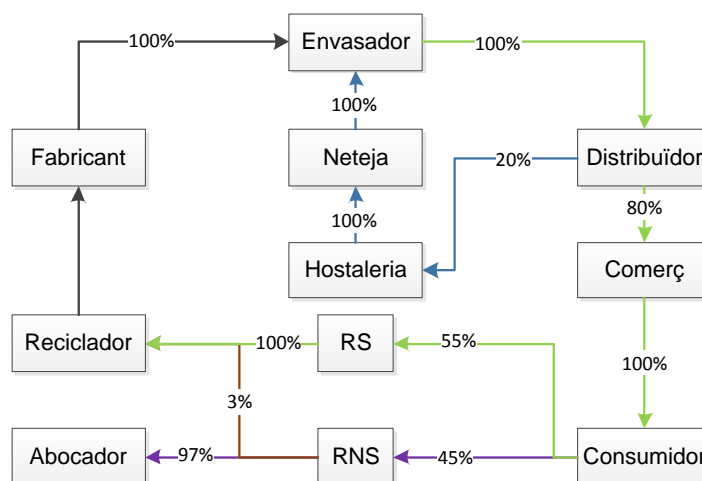 100%
Envasador
100%
100%
Fabricant
Neteja
20%
Distribuïdor
80%
100%
Hostaleria
Comerç
Reciclador
100%
RS
55%
100%
3%
Abocador
97%
RNS
45%
Consumidor